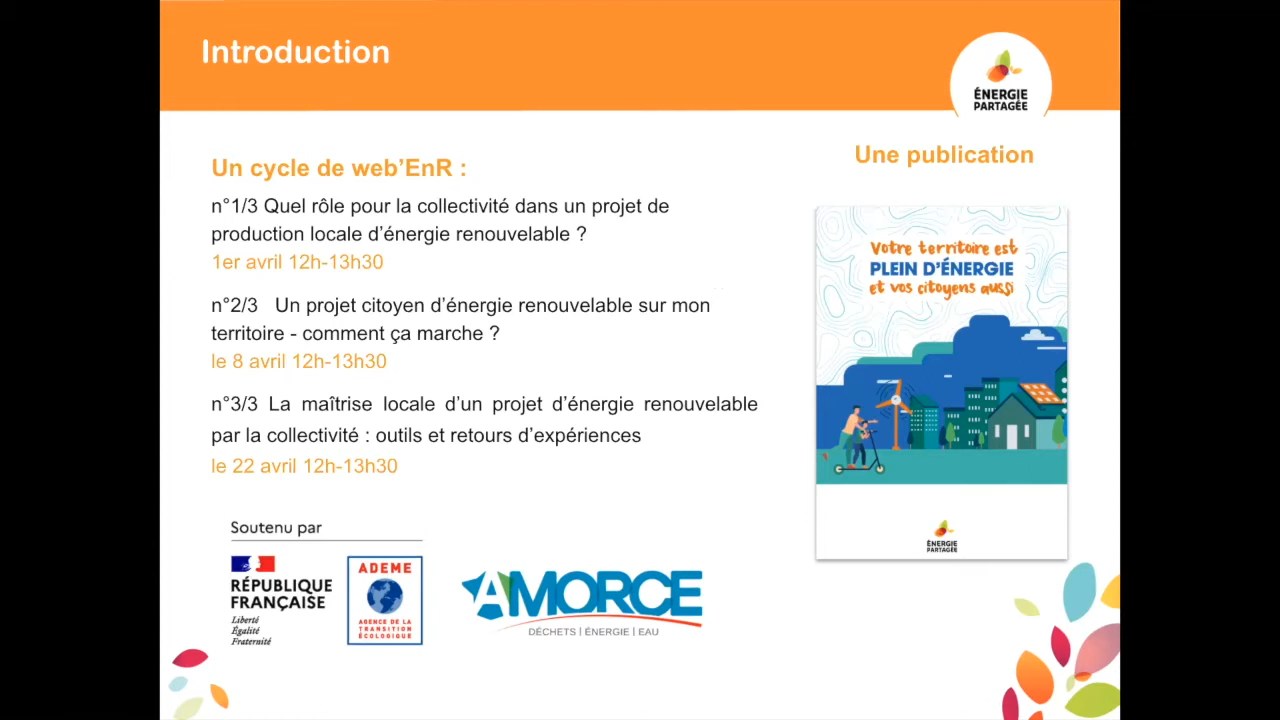 Introduction
ÉNERGIE
PARTAGÉE
Un cycle de web’EnR :
n°1/3 Quel rôle pour la collectivité dans un projet de
production locale d’énergie renouvelable ?
1er avril 12h-13h30
n°2/3 Un projet citoyen d’énergie renouvelable sur mon
territoire - comment ça marche ?
le 8 avril 12h-13h30
n°3/3 La maîtrise locale d’un projet d’énergie renouvelable
par la collectivité : outils et retours d’expériences
le 22 avril 12h-13h30
Une publication
Votre territoire est
PLEIN D’ÉNERGIE
et vos citoyens aussi
ÉNERGIE
PARTAGÉE
Soutenu par
RÉPUBLIQUE
FRANÇAISE
Liberté
Égalité
Fraternité
ADEME
AGENCE DE LA
TRANSITION
ÉCOLOGIQUE
AMORCE
DÉCHETS | ÉNERGIE | EAU